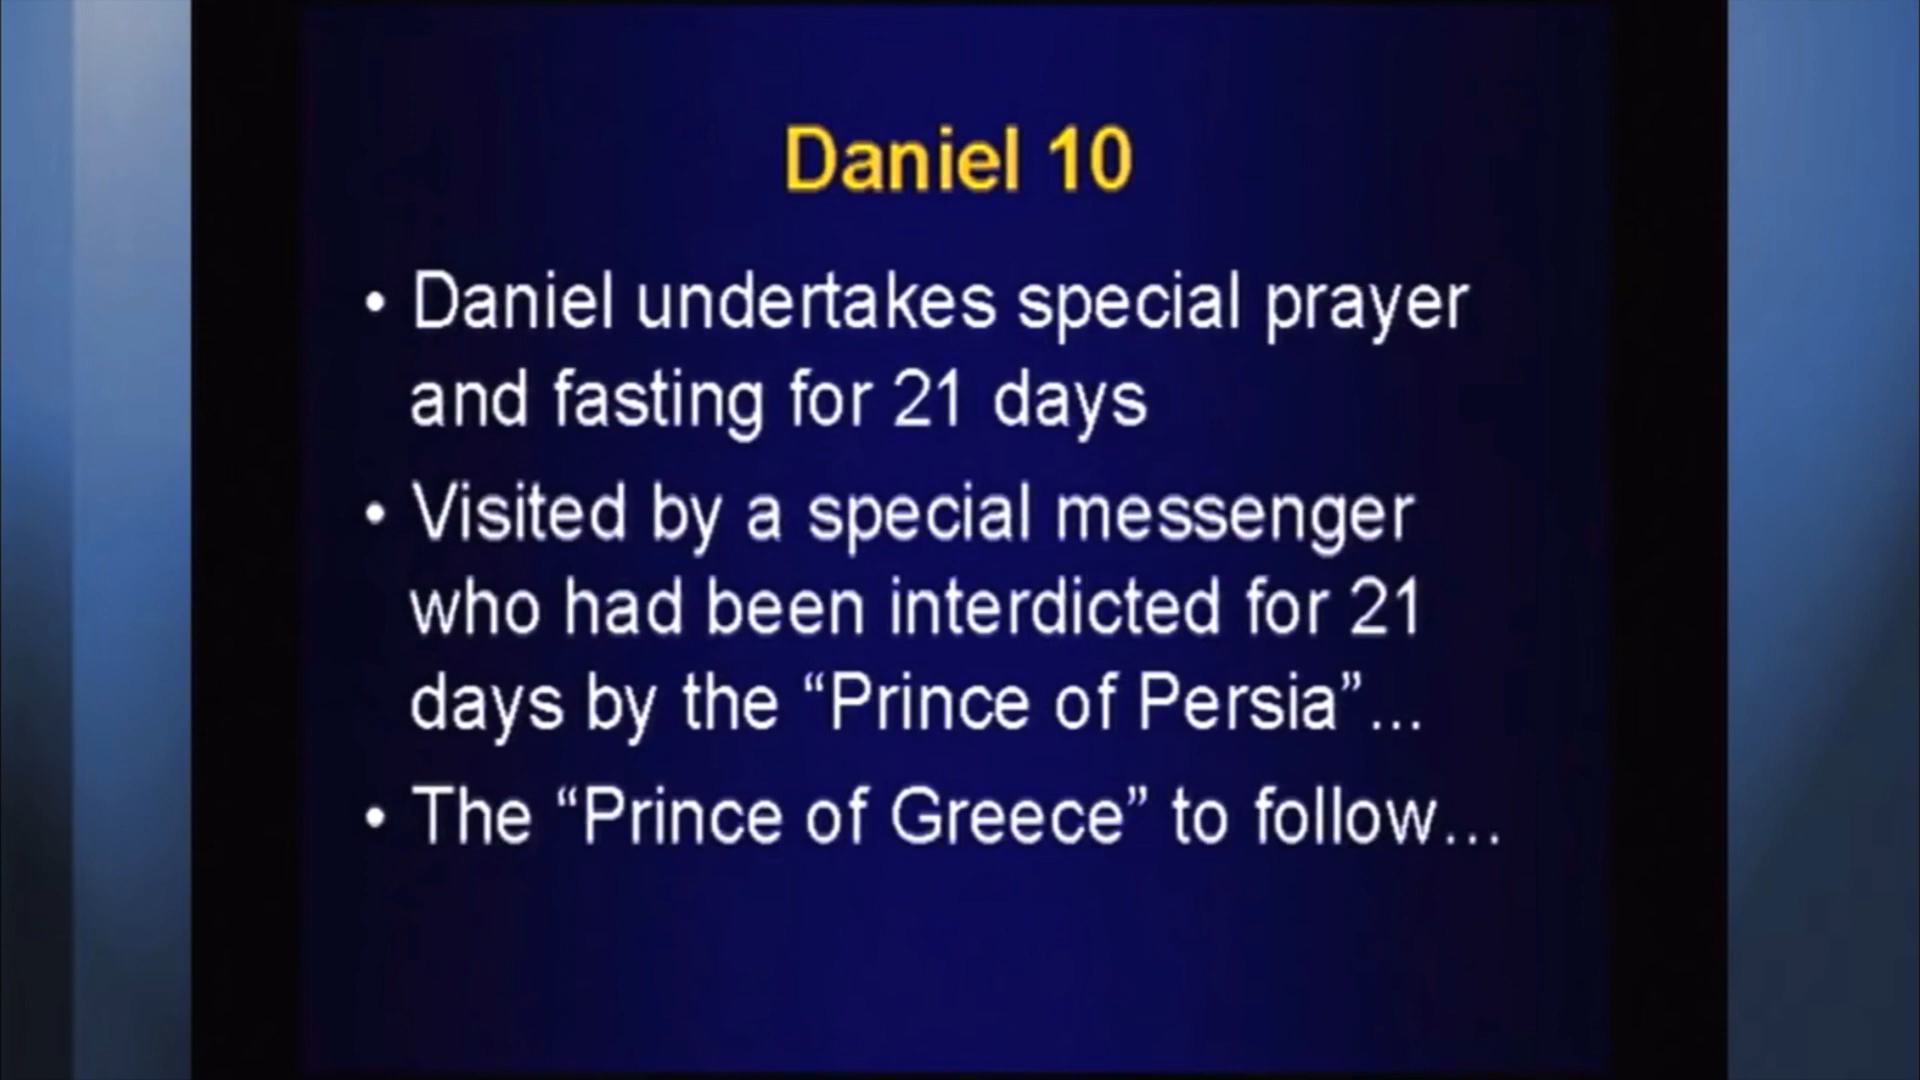 Daniel 10
• Daniel undertakes special prayer
and fasting for 21 days
• Visited by a special messenger
who had been interdicted for 21
days by the “Prince of Persia”...
• The “Prince of Greece” to follow...